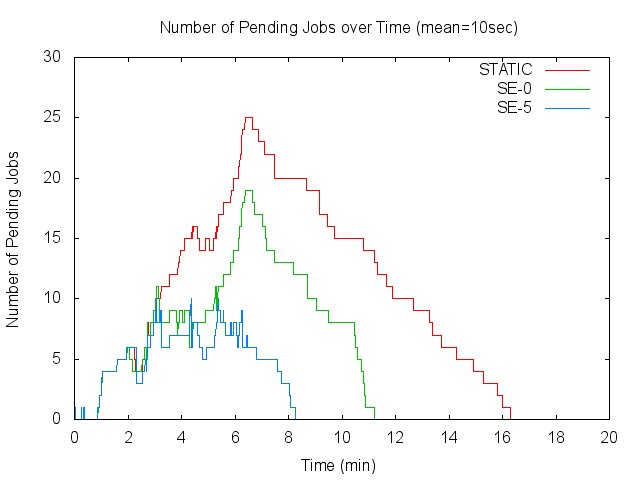 Number of Pending Jobs over Time (mean=10sec)
30
25
20
15
10
5
0
Number of Pending Jobs
STATIC
SE-0
SE-5
0 2 4 6 8 10 12 14 16 18 20
Time (min)